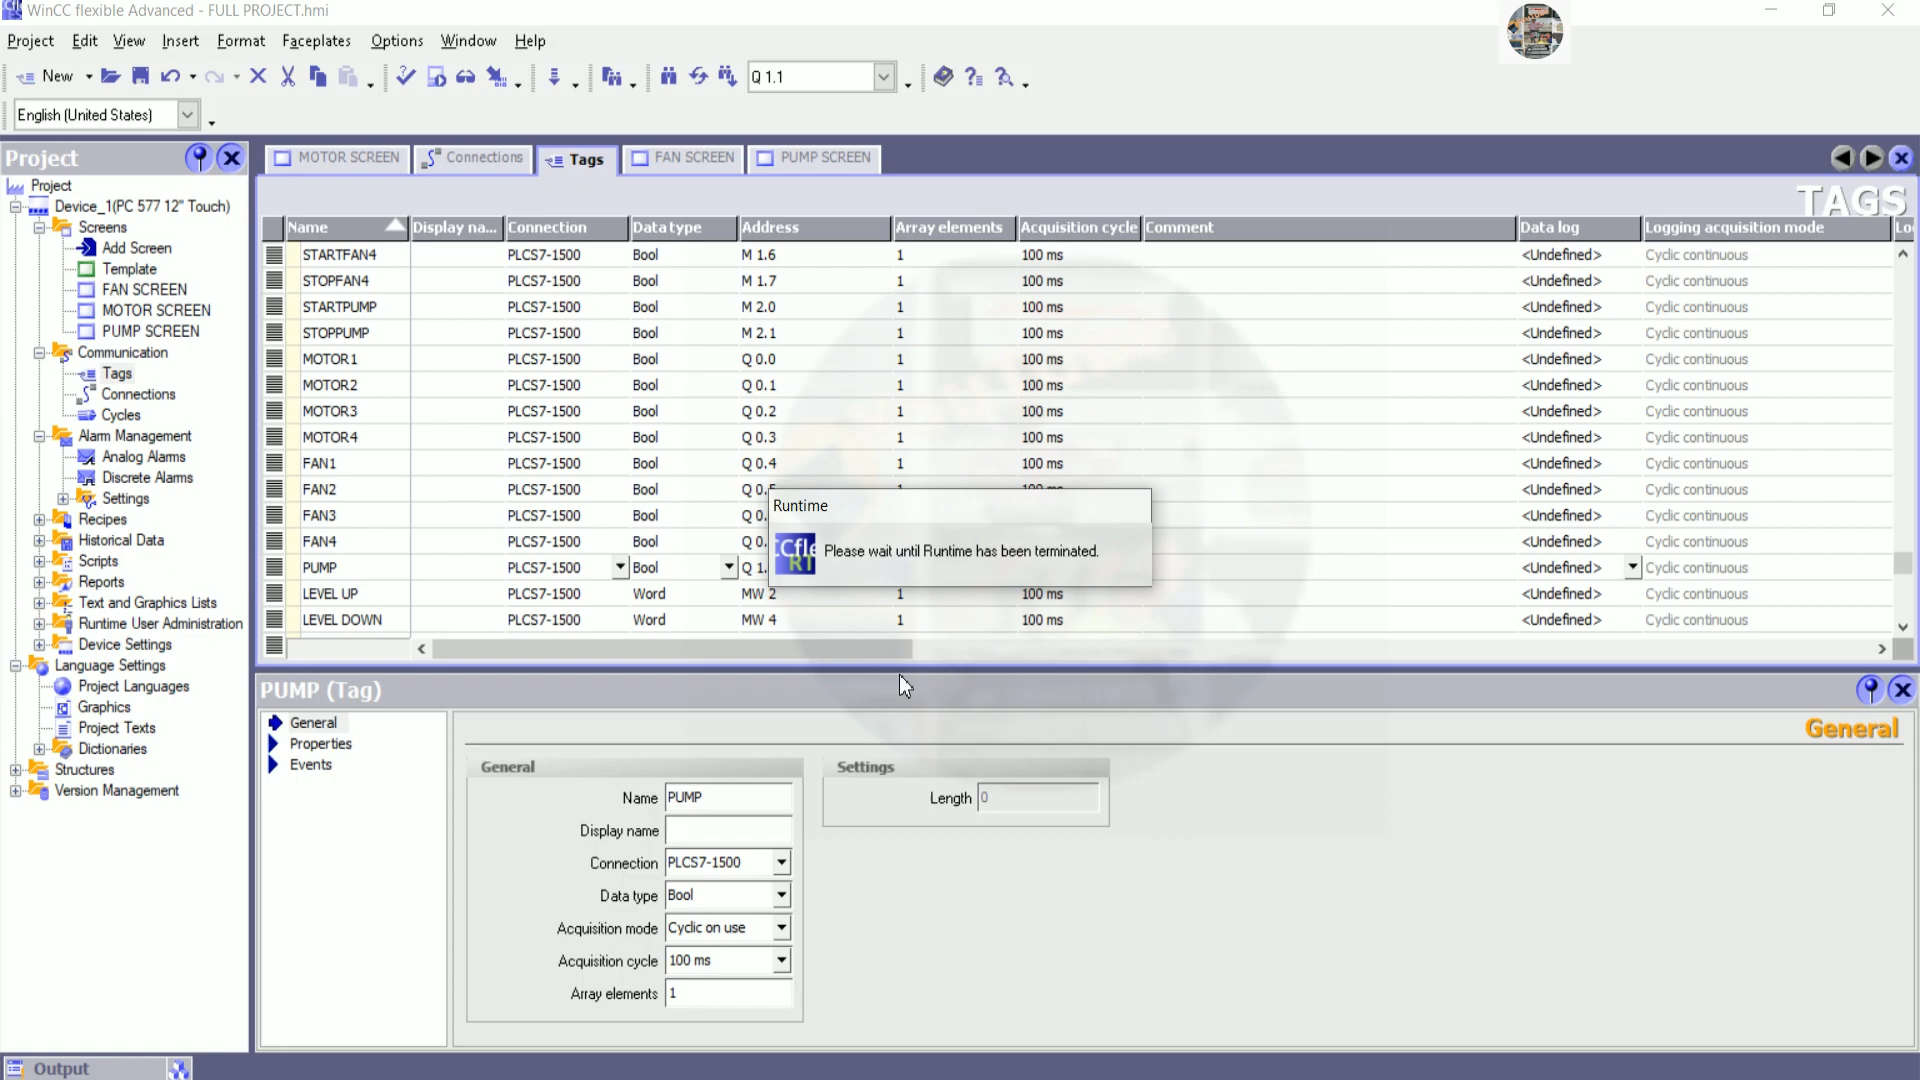 WinCC flexible Advanced - FULL PROJECT.hmi
Project Edit View Insert Format Faceplates Options Window Help
New Q 1.1
English (United States)
Project
Project
Device_1(PC 577 12" Touch)
Screens
Add Screen
Template
FAN SCREEN
MOTOR SCREEN
PUMP SCREEN
Communication
Tags
Connections
Cycles
Alarm Management
Analog Alarms
Discrete Alarms
Settings
Recipes
Historical Data
Scripts
Reports
Text and Graphics Lists
Runtime User Administration
Device Settings
Language Settings
Project Languages
Graphics
Project Texts
Dictionaries
Structures
Version Management
MOTOR SCREEN Connections Tags FAN SCREEN PUMP SCREEN
TAGS
Name Display na... Connection Data type Address Array elements Acquisition cycle Comment Data log Logging acquisition mode Lo
STARTFAN4 PLCS7-1500 Bool M 1.6 1 100 ms <Undefined> Cyclic continuous
STOPFAN4 PLCS7-1500 Bool M 1.7 1 100 ms <Undefined> Cyclic continuous
STARTPUMP PLCS7-1500 Bool M 2.0 1 100 ms <Undefined> Cyclic continuous
STOPPUMP PLCS7-1500 Bool M 2.1 1 100 ms <Undefined> Cyclic continuous
MOTOR1 PLCS7-1500 Bool Q 0.0 1 100 ms <Undefined> Cyclic continuous
MOTOR2 PLCS7-1500 Bool Q 0.1 1 100 ms <Undefined> Cyclic continuous
MOTOR3 PLCS7-1500 Bool Q 0.2 1 100 ms <Undefined> Cyclic continuous
MOTOR4 PLCS7-1500 Bool Q 0.3 1 100 ms <Undefined> Cyclic continuous
FAN1 PLCS7-1500 Bool Q 0.4 1 100 ms <Undefined> Cyclic continuous
FAN2 PLCS7-1500 Bool Q 0. <Undefined> Cyclic continuous
FAN3 PLCS7-1500 Bool Q 0. <Undefined> Cyclic continuous
FAN4 PLCS7-1500 Bool Q 0. <Undefined> Cyclic continuous
PUMP PLCS7-1500 Bool Q 1. <Undefined> Cyclic continuous
LEVEL UP PLCS7-1500 Word MW 2 1 100 ms <Undefined> Cyclic continuous
LEVEL DOWN PLCS7-1500 Word MW 4 1 100 ms <Undefined> Cyclic continuous
Runtime
CCfle
RT
Please wait until Runtime has been terminated.
PUMP (Tag)
General
Properties
Events
General
General
Name PUMP
Display name
Connection PLCS7-1500
Data type Bool
Acquisition mode Cyclic on use
Acquisition cycle 100 ms
Array elements 1
Settings
Length 0
Output